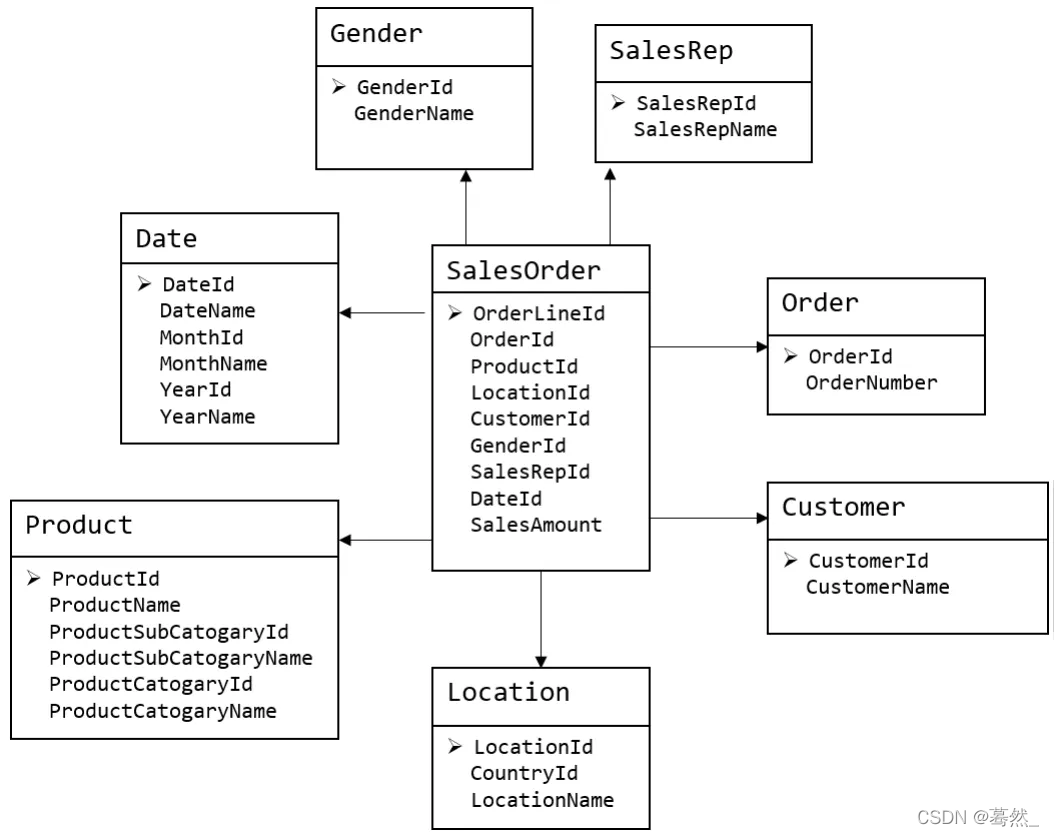 Gender
GenderId
GenderName
SalesRep
SalesRepId
SalesRepName
Date
DateId
DateName
MonthId
MonthName
YearId
YearName
SalesOrder
OrderLineId
OrderId
ProductId
LocationId
CustomerId
GenderId
SalesRepId
DateId
SalesAmount
Order
OrderId
OrderNumber
Product
ProductId
ProductName
ProductSubCatogaryId
ProductSubCatogaryName
ProductCatogaryId
ProductCatogaryName
Customer
CustomerId
CustomerName
Location
LocationId
CountryId
LocationName
CSDN @蓦然_